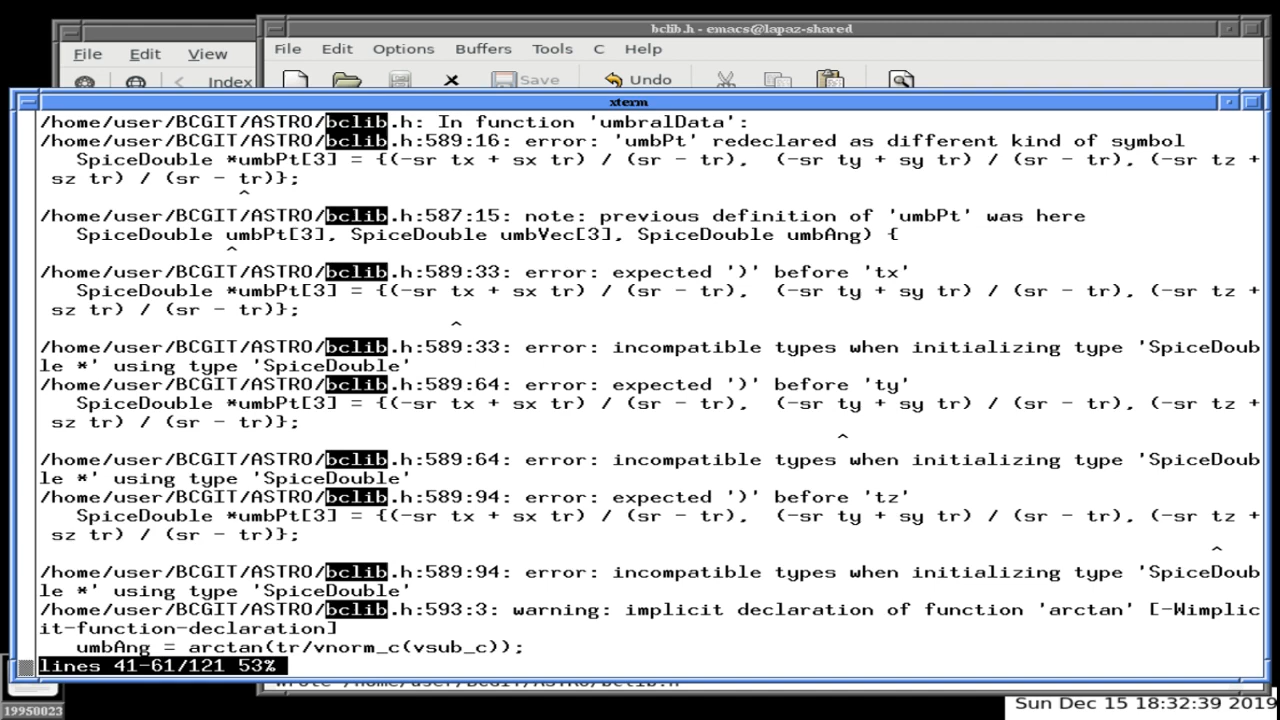 bclib.h - emacs@lapaz-shared
File Edit View
File Edit Options Buffers Tools C Help
Index
Save Undo
xterm
/home/user/BCGIT/ASTRO/bclib.h: In function 'umbralData':
/home/user/BCGIT/ASTRO/bclib.h:589:16: error: 'umbPt' redeclared as different kind of symbol
   SpiceDouble *umbPt[3] = {(-sr tx + sx tr) / (sr - tr),  (-sr ty + sy tr) / (sr - tr), (-sr tz +
 sz tr) / (sr - tr)};
                ^
/home/user/BCGIT/ASTRO/bclib.h:587:15: note: previous definition of 'umbPt' was here
   SpiceDouble umbPt[3], SpiceDouble umbVec[3], SpiceDouble umbAng) {
               ^
/home/user/BCGIT/ASTRO/bclib.h:589:33: error: expected ')' before 'tx'
   SpiceDouble *umbPt[3] = {(-sr tx + sx tr) / (sr - tr),  (-sr ty + sy tr) / (sr - tr), (-sr tz +
 sz tr) / (sr - tr)};
                                 ^
/home/user/BCGIT/ASTRO/bclib.h:589:33: error: incompatible types when initializing type 'SpiceDoub
le *' using type 'SpiceDouble'
/home/user/BCGIT/ASTRO/bclib.h:589:64: error: expected ')' before 'ty'
   SpiceDouble *umbPt[3] = {(-sr tx + sx tr) / (sr - tr),  (-sr ty + sy tr) / (sr - tr), (-sr tz +
 sz tr) / (sr - tr)};
                                                                ^
/home/user/BCGIT/ASTRO/bclib.h:589:64: error: incompatible types when initializing type 'SpiceDoub
le *' using type 'SpiceDouble'
/home/user/BCGIT/ASTRO/bclib.h:589:94: error: expected ')' before 'tz'
   SpiceDouble *umbPt[3] = {(-sr tx + sx tr) / (sr - tr),  (-sr ty + sy tr) / (sr - tr), (-sr tz +
 sz tr) / (sr - tr)};
                                                                                              ^
/home/user/BCGIT/ASTRO/bclib.h:589:94: error: incompatible types when initializing type 'SpiceDoub
le *' using type 'SpiceDouble'
/home/user/BCGIT/ASTRO/bclib.h:593:3: warning: implicit declaration of function 'arctan' [-Wimplic
it-function-declaration]
   umbAng = arctan(tr/vnorm_c(vsub_c));
lines 41-61/121 53%
Wrote /home/user/BCGIT/ASTRO/bclib.h
19950023
Sun Dec 15 18:32:39 2019